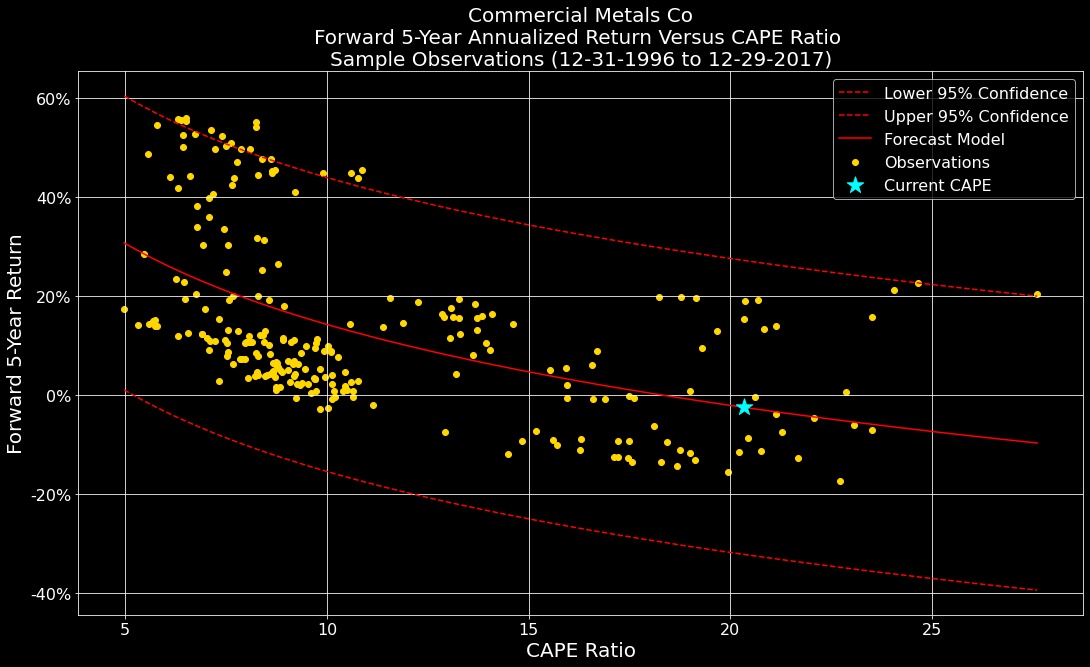 Commercial Metals Co
Forward 5-Year Annualized Return Versus CAPE Ratio
Sample Observations (12-31-1996 to 12-29-2017)
Lower 95% Confidence
Upper 95% Confidence
Forecast Model
Observations
Current CAPE
Forward 5-Year Return
60%
40%
20%
0%
-20%
-40%
5 10 15 20 25
CAPE Ratio